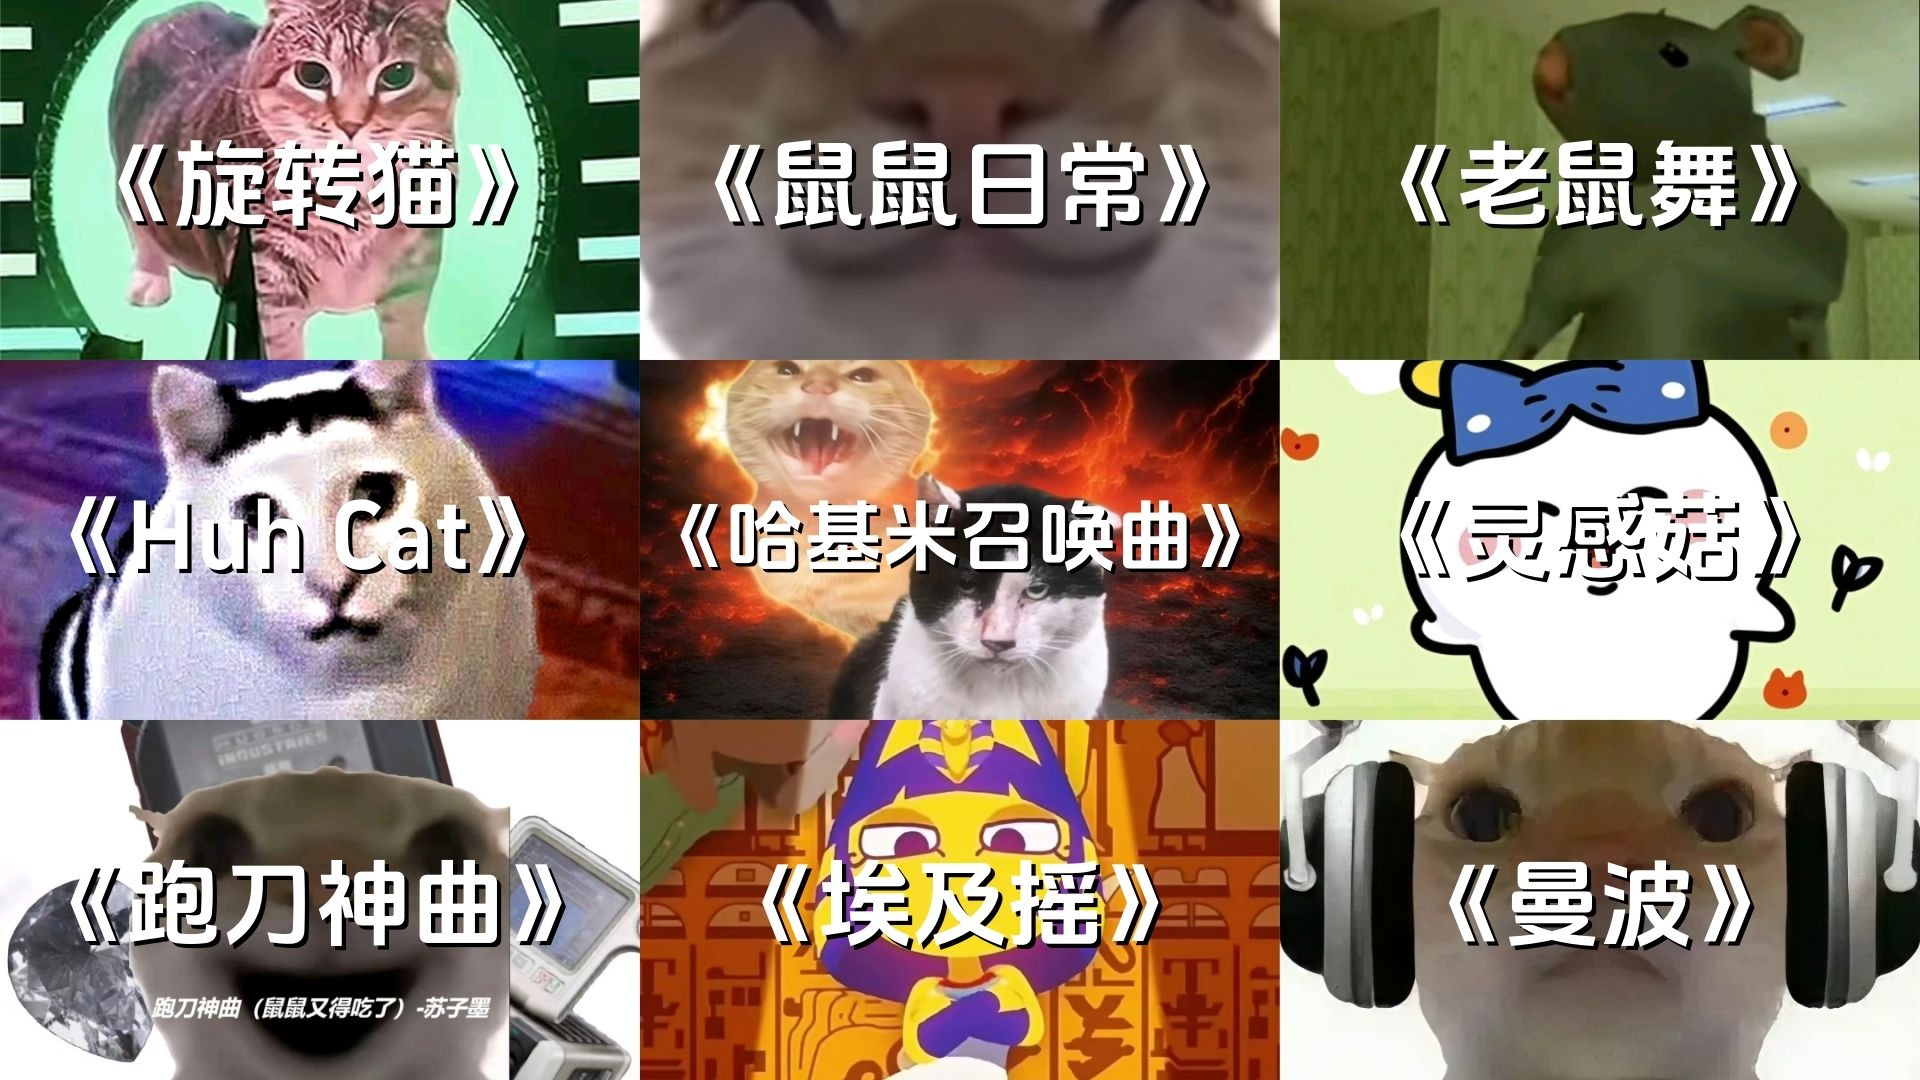 《旋转猫》
《鼠鼠日常》
《老鼠舞》
《Huh Cat》
《哈基米召唤曲》
《灵感菇》
INDUSTRIES
《跑刀神曲》
跑刀神曲（鼠鼠又得吃了）-苏子墨
《埃及摇》
《曼波》